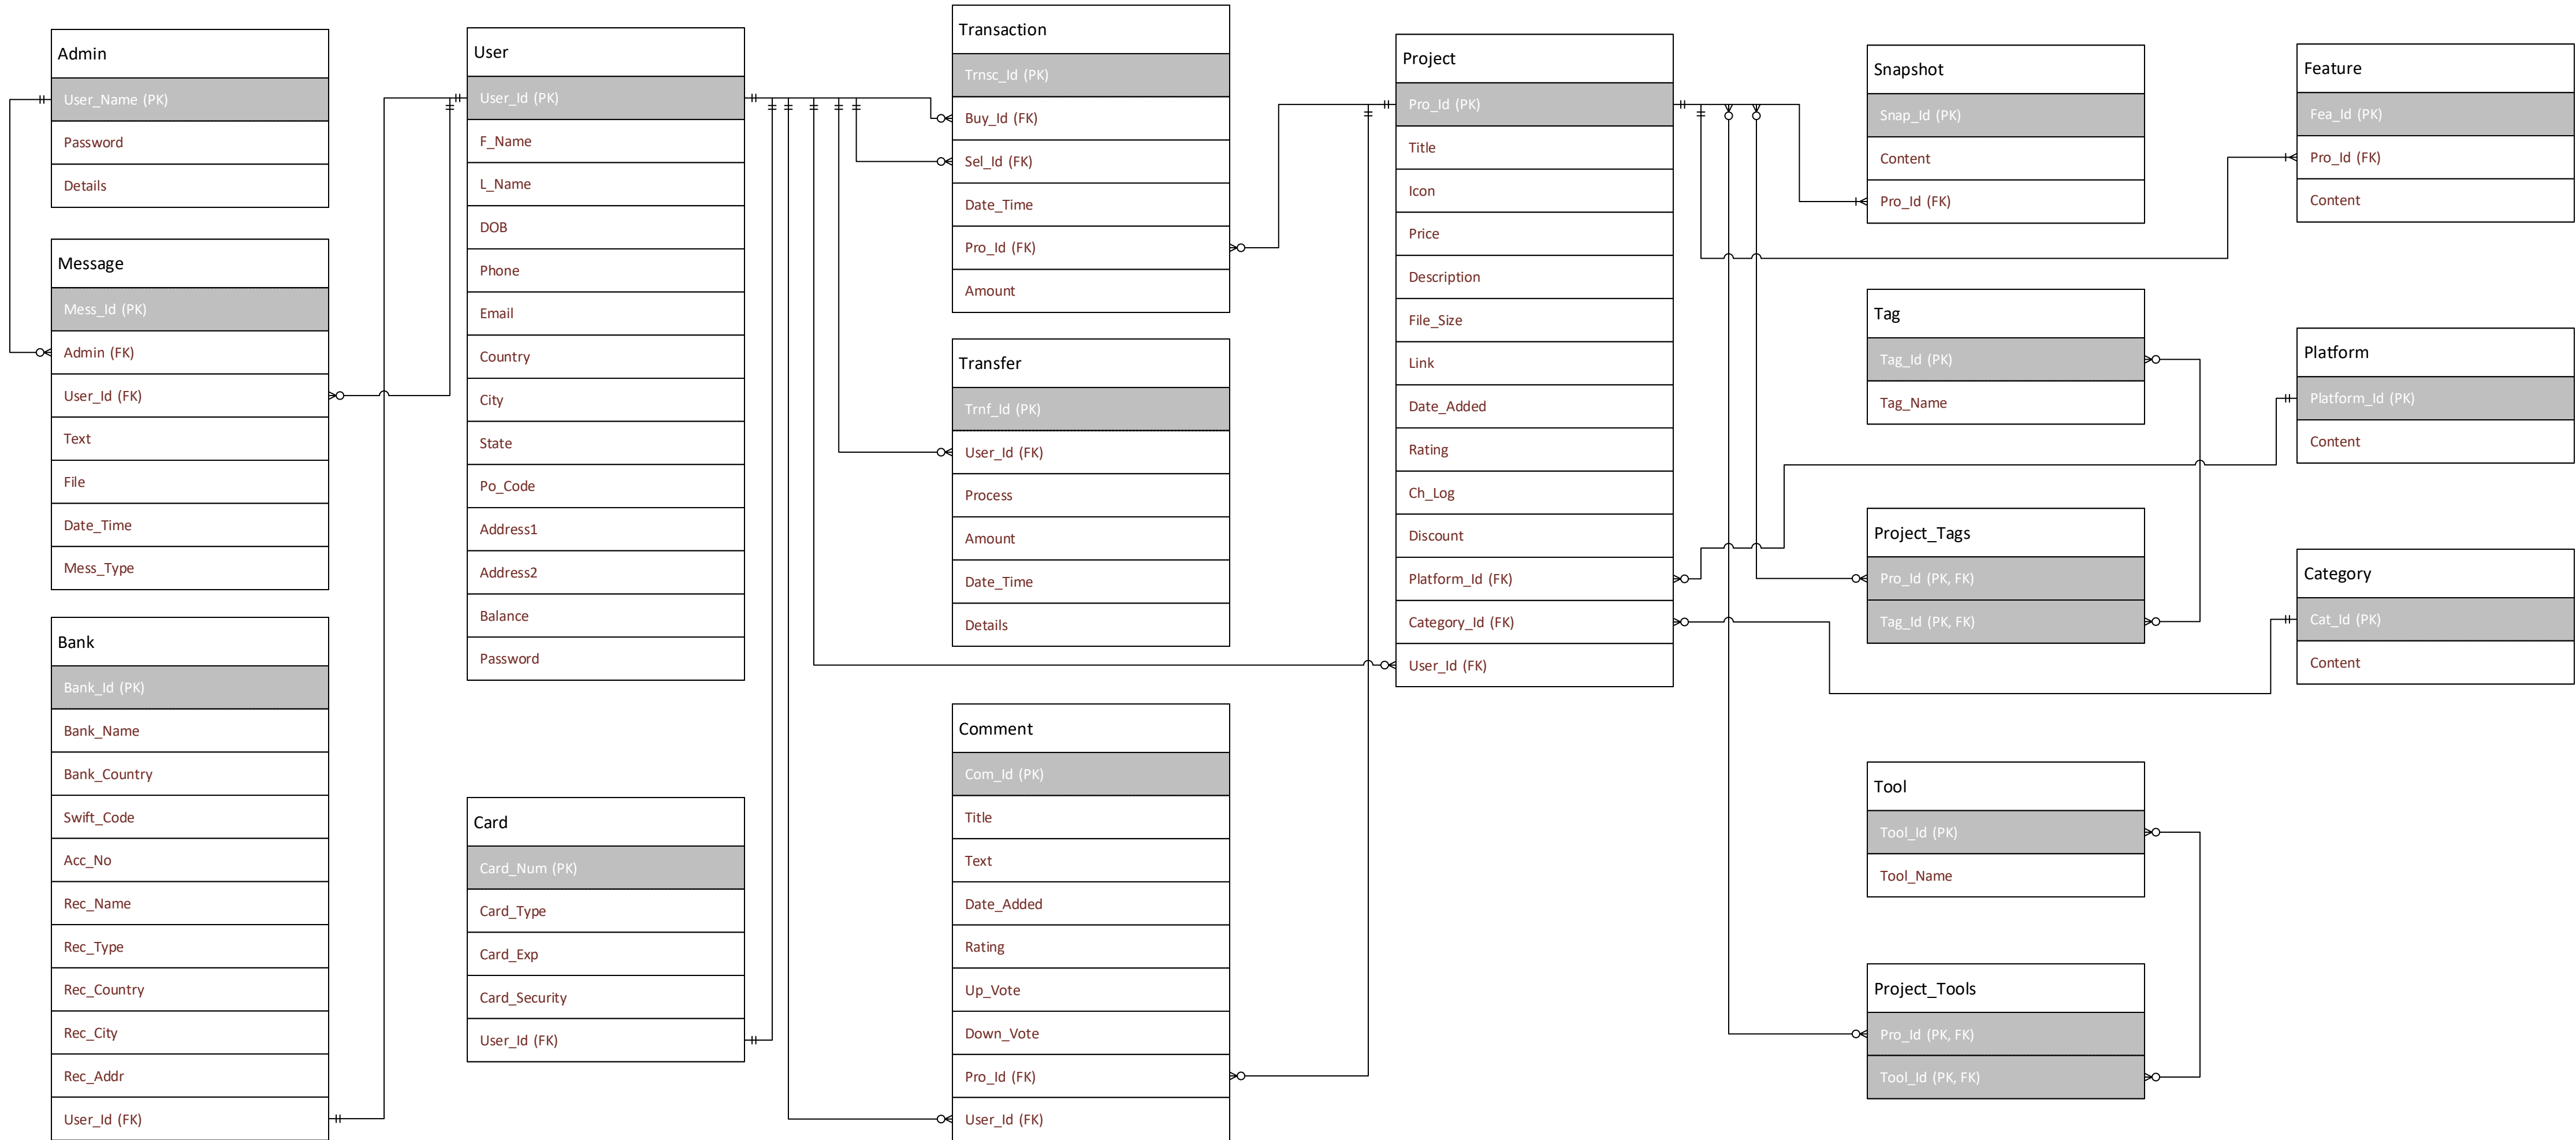 Admin
User_Name (PK)
Password
Details
Message
Mess_Id (PK)
Admin (FK)
User_Id (FK)
Text
File
Date_Time
Mess_Type
Bank
Bank_Id (PK)
Bank_Name
Bank_Country
Swift_Code
Acc_No
Rec_Name
Rec_Type
Rec_Country
Rec_City
Rec_Addr
User_Id (FK)
User
User_Id (PK)
F_Name
L_Name
DOB
Phone
Email
Country
City
State
Po_Code
Address1
Address2
Balance
Password
Card
Card_Num (PK)
Card_Type
Card_Exp
Card_Security
User_Id (FK)
Transaction
Trnsc_Id (PK)
Buy_Id (FK)
Sel_Id (FK)
Date_Time
Pro_Id (FK)
Amount
Transfer
Trnf_Id (PK)
User_Id (FK)
Process
Amount
Date_Time
Details
Comment
Com_Id (PK)
Title
Text
Date_Added
Rating
Up_Vote
Down_Vote
Pro_Id (FK)
User_Id (FK)
Project
Pro_Id (PK)
Title
Icon
Price
Description
File_Size
Link
Date_Added
Rating
Ch_Log
Discount
Platform_Id (FK)
Category_Id (FK)
User_Id (FK)
Snapshot
Snap_Id (PK)
Content
Pro_Id (FK)
Tag
Tag_Id (PK)
Tag_Name
Project_Tags
Pro_Id (PK, FK)
Tag_Id (PK, FK)
Tool
Tool_Id (PK)
Tool_Name
Project_Tools
Pro_Id (PK, FK)
Tool_Id (PK, FK)
Feature
Fea_Id (PK)
Pro_Id (FK)
Content
Platform
Platform_Id (PK)
Content
Category
Cat_Id (PK)
Content